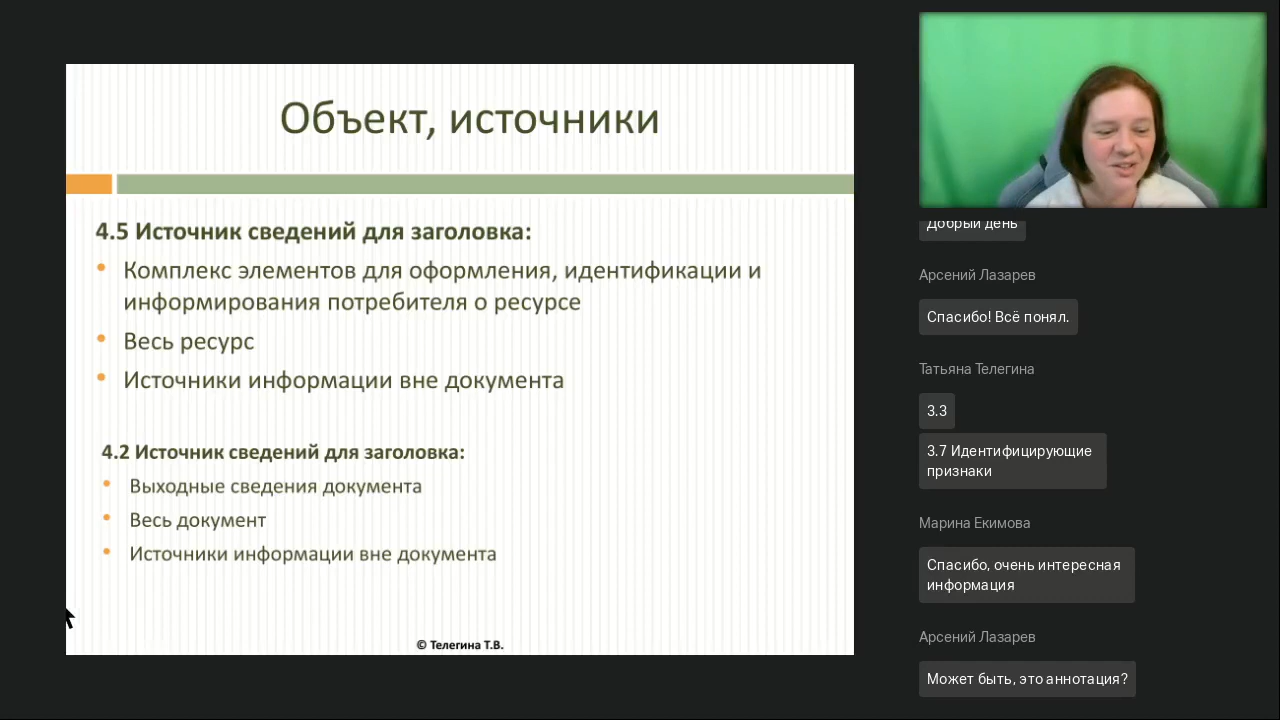 Объект, источники
4.5 Источник сведений для заголовка:
Комплекс элементов для оформления, идентификации и
информирования потребителя о ресурсе
Весь ресурс
Источники информации вне документа
4.2 Источник сведений для заголовка:
Выходные сведения документа
Весь документ
Источники информации вне документа
© Телегина Т.В.
Добрый день
Арсений Лазарев
Спасибо! Всё понял.
Татьяна Телегина
3.3
3.7 Идентифицирующие
признаки
Марина Екимова
Спасибо, очень интересная
информация
Арсений Лазарев
Может быть, это аннотация?